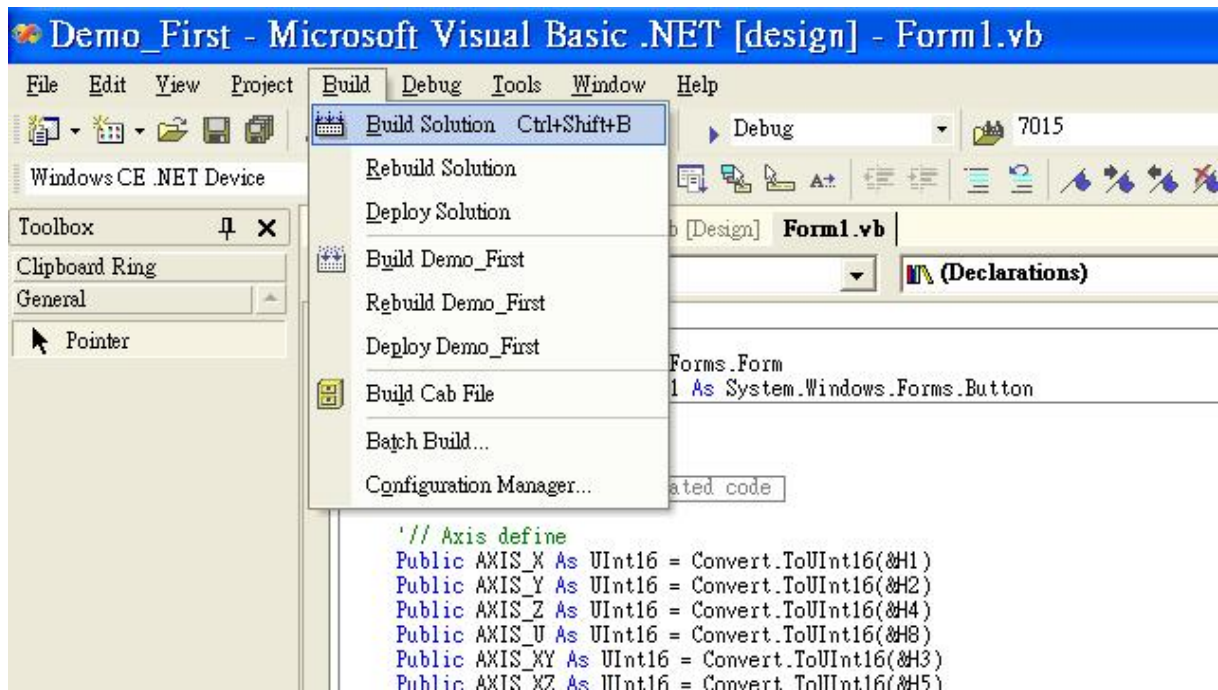 Demo_First - Microsoft Visual Basic .NET [design] - Form1.vb
File Edit View Project Build Debug Tools Window Help
Build Solution Ctrl+Shift+B
Debug
7015
Windows CE .NET Device
Rebuild Solution
Deploy Solution
Toolbox
[Design] Form1.vb
Clipboard Ring
Build Demo_First
(Declarations)
General
Rebuild Demo_First
Pointer
Deploy Demo_First
Forms.Form
Build Cab File
1 As System.Windows.Forms.Button
Batch Build...
Configuration Manager...
ated code
'// Axis define
Public AXIS_X As UInt16 = Convert.ToUInt16(&H1)
Public AXIS_Y As UInt16 = Convert.ToUInt16(&H2)
Public AXIS_Z As UInt16 = Convert.ToUInt16(&H4)
Public AXIS_U As UInt16 = Convert.ToUInt16(&H8)
Public AXIS_XY As UInt16 = Convert.ToUInt16(&H3)
Public AXIS_XZ As UInt16 = Convert.ToUInt16(&H5)